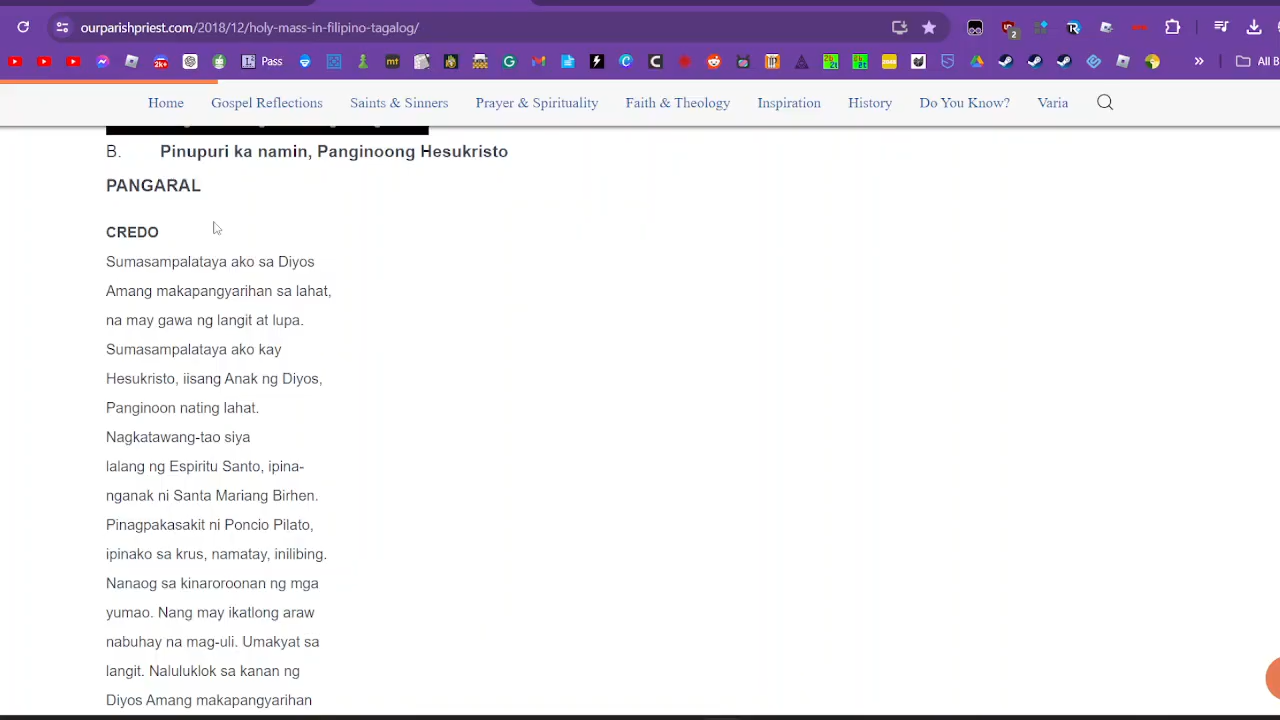 ourparishpriest.com/2018/12/holy-mass-in-filipino-tagalog/
2
2k+
Pass
All B
Home
Gospel Reflections
Saints & Sinners
Prayer & Spirituality
Faith & Theology
Inspiration
History
Do You Know?
Varia
B. Pinupuri ka namin, Panginoong Hesukristo
PANGARAL
CREDO
Sumasampalataya ako sa Diyos
Amang makapangyarihan sa lahat,
na may gawa ng langit at lupa.
Sumasampalataya ako kay
Hesukristo, iisang Anak ng Diyos,
Panginoon nating lahat.
Nagkatawang-tao siya
lalang ng Espiritu Santo, ipina-
nganak ni Santa Mariang Birhen.
Pinagpakasakit ni Poncio Pilato,
ipinako sa krus, namatay, inilibing.
Nanaog sa kinaroroonan ng mga
yumao. Nang may ikatlong araw
nabuhay na mag-uli. Umakyat sa
langit. Naluluklok sa kanan ng
Diyos Amang makapangyarihan